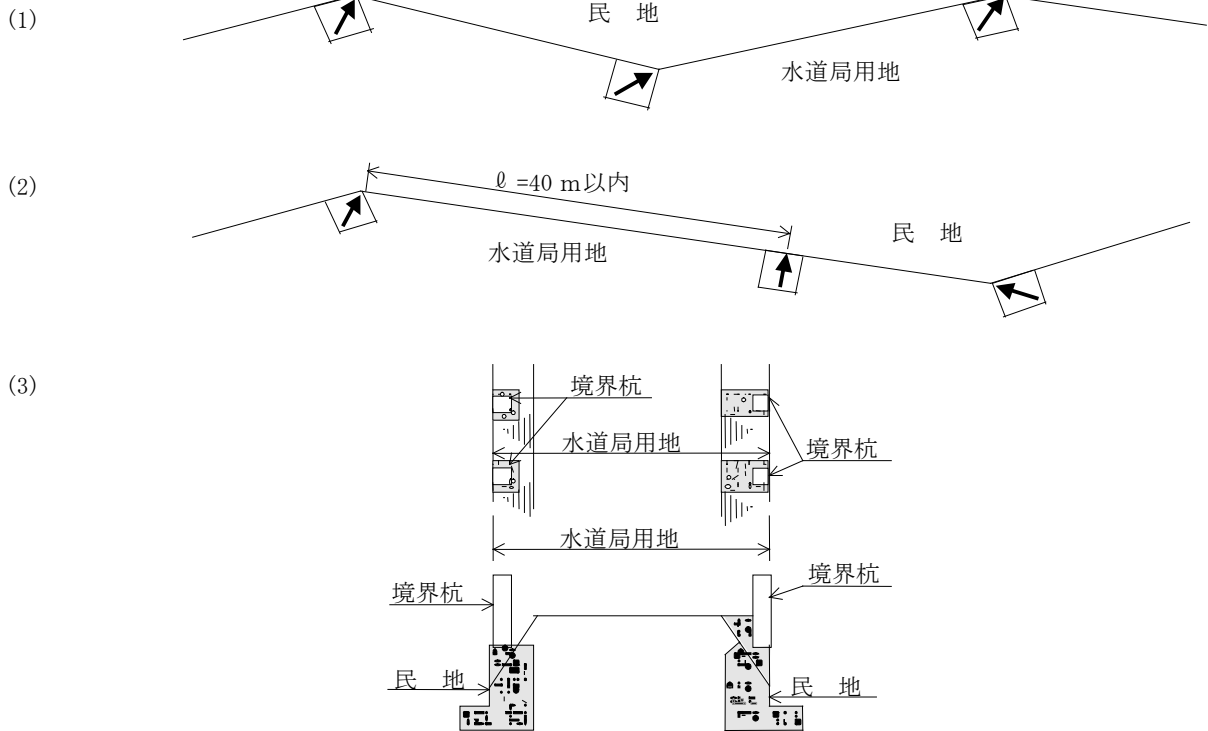 (1)
民 地
水道局用地
(2)
ℓ =40 m以内
民 地
水道局用地
(3)
境界杭
水道局用地
境界杭
水道局用地
境界杭
境界杭
民 地
民 地